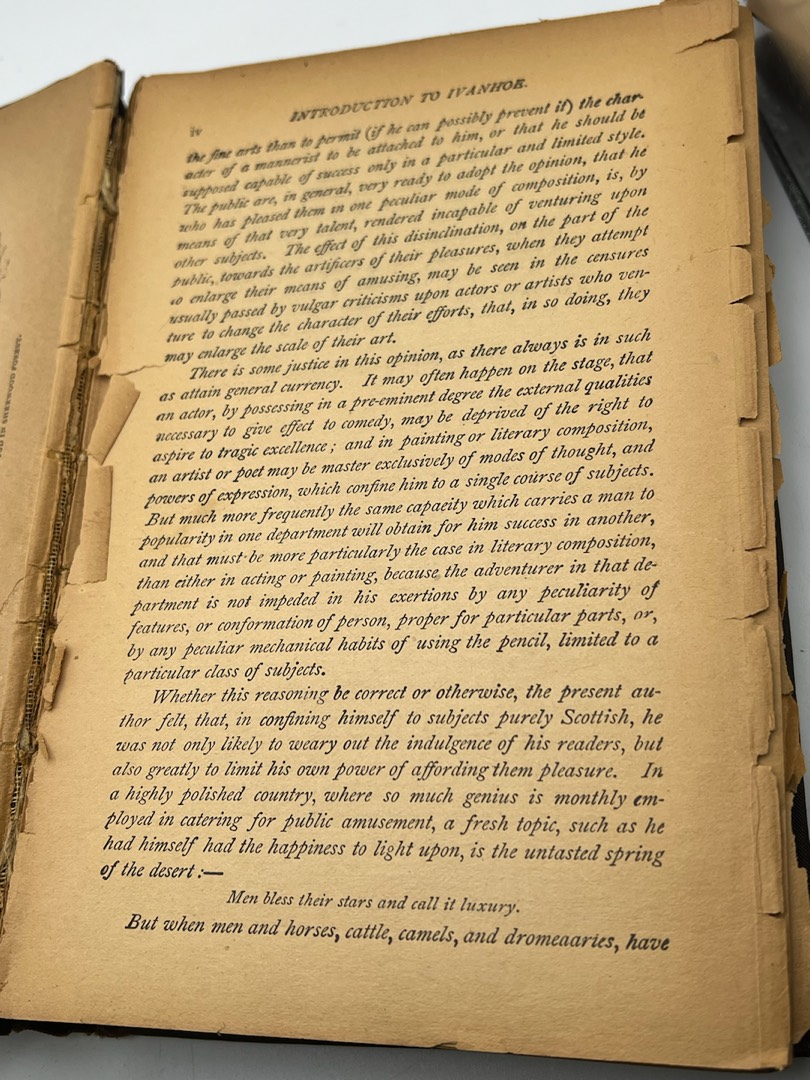 iv
INTRODUCTION TO IVANHOE.
the fine arts than to permit (if he can possibly prevent it) the char-
acter of a mannerist to be attached to him, or that he should be
supposed capable of success only in a particular and limited style.
The public are, in general, very ready to adopt the opinion, that he
who has pleased them in one peculiar mode of composition, is, by
means of that very talent, rendered incapable of venturing upon
other subjects. The effect of this disinclination, on the part of the
public, towards the artificers of their pleasures, when they attempt
to enlarge their means of amusing, may be seen in the censures
usually passed by vulgar criticisms upon actors or artists who ven-
ture to change the character of their efforts, that, in so doing, they
may enlarge the scale of their art.
There is some justice in this opinion, as there always is in such
as attain general currency. It may often happen on the stage, that
an actor, by possessing in a pre-eminent degree the external qualities
necessary to give effect to comedy, may be deprived of the right to
aspire to tragic excellence; and in painting or literary composition,
an artist or poet may be master exclusively of modes of thought, and
powers of expression, which confine him to a single course of subjects.
But much more frequently the same capacity which carries a man to
popularity in one department will obtain for him success in another,
and that must be more particularly the case in literary composition,
than either in acting or painting, because the adventurer in that de-
partment is not impeded in his exertions by any peculiarity of
features, or conformation of person, proper for particular parts, or,
by any peculiar mechanical habits of using the pencil, limited to a
particular class of subjects.
Whether this reasoning be correct or otherwise, the present au-
thor felt, that, in confining himself to subjects purely Scottish, he
was not only likely to weary out the indulgence of his readers, but
also greatly to limit his own power of affording them pleasure. In
a highly polished country, where so much genius is monthly em-
ployed in catering for public amusement, a fresh topic, such as he
had himself had the happiness to light upon, is the untasted spring
of the desert:—
Men bless their stars and call it luxury.
But when men and horses, cattle, camels, and dromedaries, have